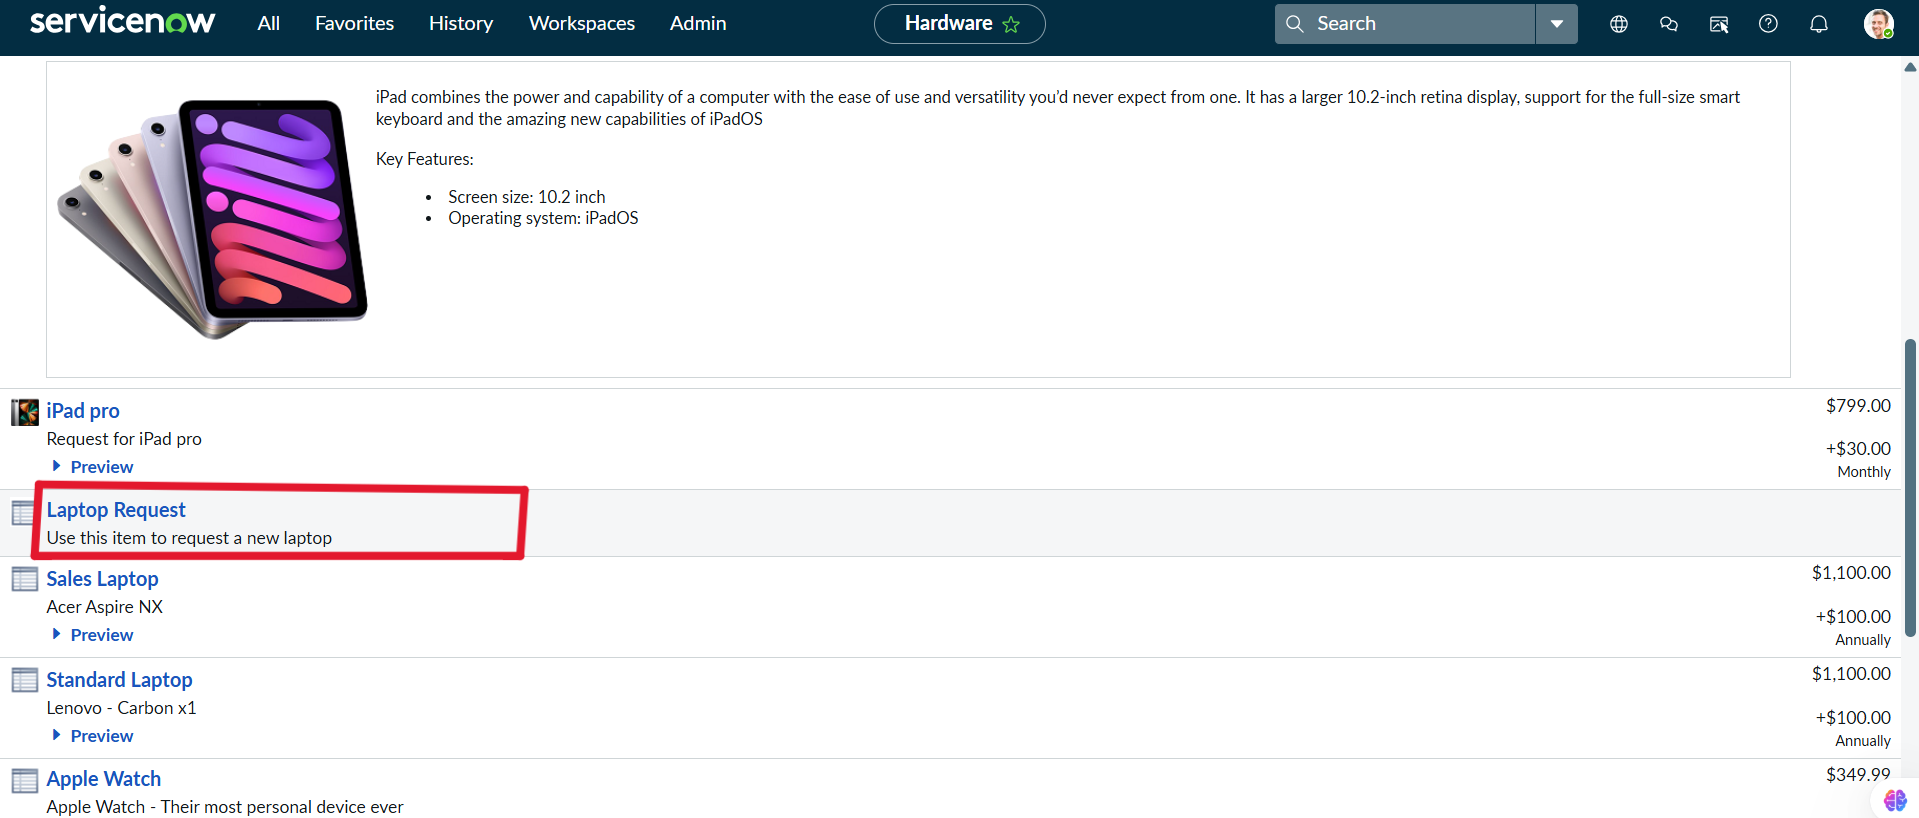 servicenow All Favorites History Workspaces Admin Hardware Search
iPad combines the power and capability of a computer with the ease of use and versatility you’d never expect from one. It has a larger 10.2-inch retina display, support for the full-size smart
keyboard and the amazing new capabilities of iPadOS
Key Features:
• Screen size: 10.2 inch
• Operating system: iPadOS
iPad pro $799.00
Request for iPad pro
+$30.00
Preview
Monthly
Laptop Request
Use this item to request a new laptop
Sales Laptop $1,100.00
Acer Aspire NX
+$100.00
Preview
Annually
Standard Laptop $1,100.00
Lenovo - Carbon x1
+$100.00
Preview
Annually
Apple Watch $349.99
Apple Watch - Their most personal device ever